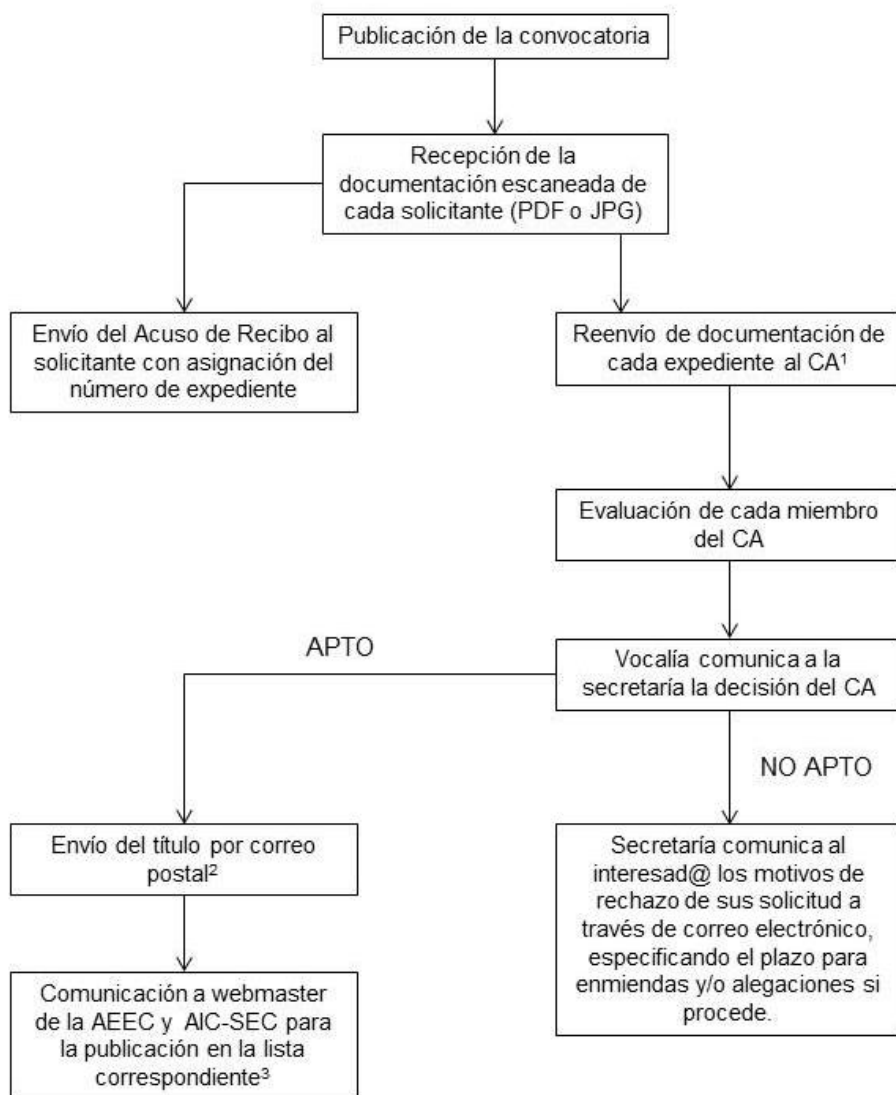 Publicación de la convocatoria
Recepción de la
documentación escaneada de
cada solicitante (PDF o JPG)
Envío del Acuso de Recibo al
solicitante con asignación del
número de expediente
Reenvío de documentación de
cada expediente al CA¹
Evaluación de cada miembro
del CA
Vocalía comunica a la
secretaría la decisión del CA
APTO
NO APTO
Envío del título por correo
postal²
Comunicación a webmaster
de la AEEC y AIC-SEC para
la publicación en la lista
correspondiente³
Secretaría comunica al
interesad@ los motivos de
rechazo de sus solicitud a
través de correo electrónico,
especificando el plazo para
enmiendas y/o alegaciones si
procede.